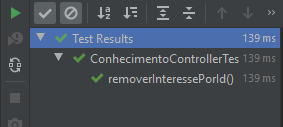 Test Results 139 ms
ConhecimentoControllerTes 139 ms
removerInteressePorId() 139 ms